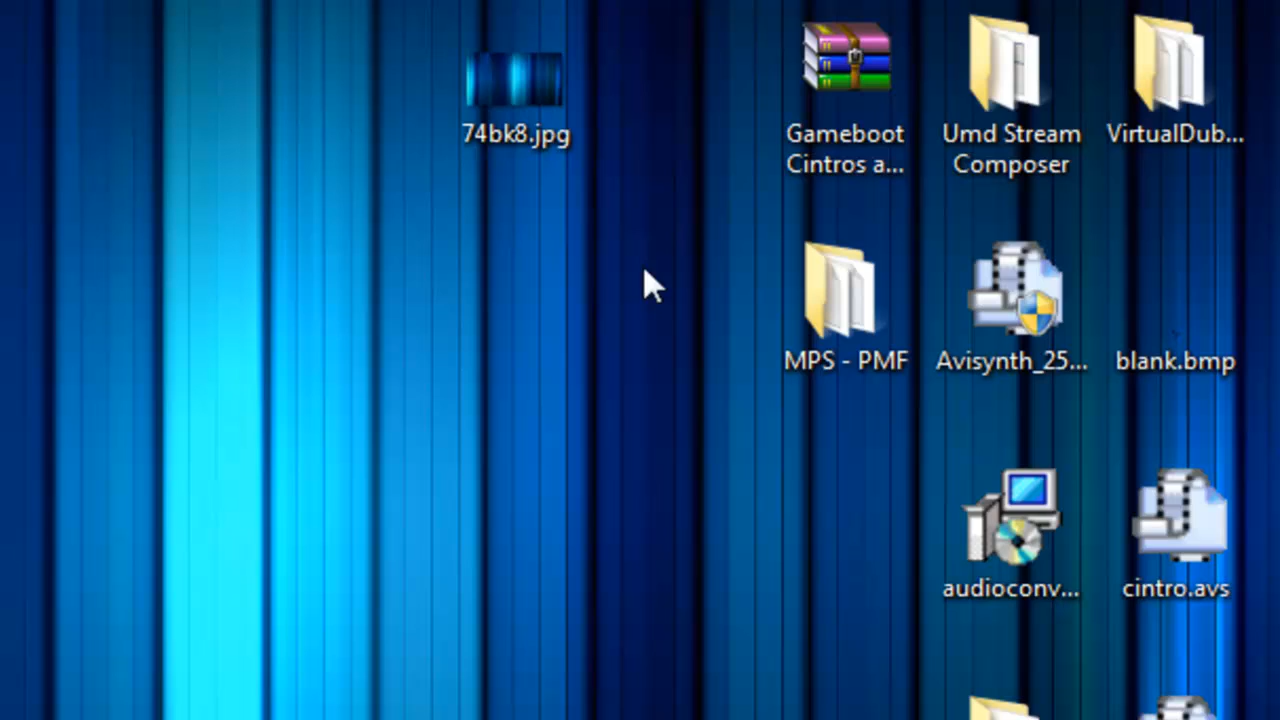 74bk8.jpg
Gameboot
Cintros a...
Umd Stream
Composer
VirtualDub...
MPS - PMF
Avisynth_25...
blank.bmp
audioconv...
cintro.avs